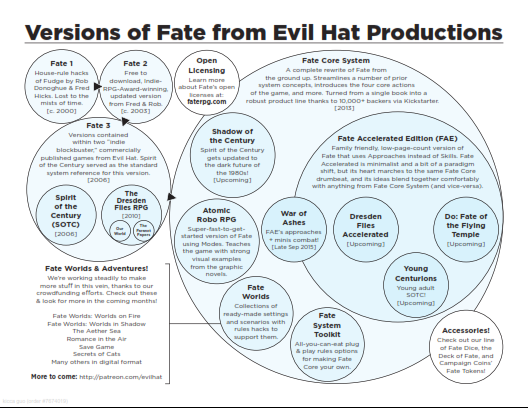 Versions of Fate from Evil Hat Productions
Fate 1
House-rule hacks
of Fudge by Rob
Donoghue & Fred
Hicks. Lost to the
mists of time.
[c. 2000]
Fate 2
Free to
download, Indie-
RPG-Award-winning,
updated version
from Fred & Rob.
[c. 2003]
Open
Licensing
Learn more
about Fate's open
licenses at:
faterpg.com
Fate Core System
A complete rewrite of Fate from
the ground up. Streamlines a number of prior
system concepts, introduces the four core actions
of the game, and more. Turned from a single book into a
robust product line thanks to 10,000+ backers via Kickstarter.
[2013]
Fate 3
Versions contained
within two "indie
blockbuster," commercially
published games from Evil Hat. Spirit
of the Century served as the standard
system reference for this version.
[2006]
Spirit
of the
Century
(SOTC)
[2006]
The
Dresden
Files RPG
[2010]
Our
World
The
Paranet
Papers
Shadow of
the Century
Spirit of the Century
gets updated to
the dark future of
the 1980s!
[Upcoming]
Fate Accelerated Edition (FAE)
Family friendly, low-page-count version of
Fate that uses Approaches instead of Skills. Fate
Accelerated is minimalist and a bit of a paradigm
shift, but its heart marches to the same Fate Core
drumbeat, and its ideas blend together comfortably
with anything from Fate Core System (and vice-versa).
Atomic
Robo RPG
Super-fast-to-get-
started version of Fate
using Modes. Teaches
the game with strong
visual examples
from the graphic
novels.
War of
Ashes
FAE's approaches
+ minis combat!
[Late Sep 2015]
Dresden
Files
Accelerated
[Upcoming]
Do: Fate of
the Flying
Temple
[Upcoming]
Young
Centurions
Young adult
SOTC!
[Upcoming]
Fate Worlds & Adventures!
We're working steadily to make
more stuff in this vein, thanks to our
crowdfunding efforts. Check out these
& look for more in the coming months!
Fate Worlds: Worlds on Fire
Fate Worlds: Worlds in Shadow
The Aether Sea
Romance in the Air
Save Game
Secrets of Cats
Many others in digital format
More to come: http://patreon.com/evilhat
Fate
Worlds
Collections of
ready-made settings
and scenarios with
rules hacks to
support them.
Fate
System
Toolkit
All-you-can-eat plug
& play rules options
for making Fate
Core your own.
Accessories!
Check out our line
of Fate Dice, the
Deck of Fate, and
Campaign Coins'
Fate Tokens!